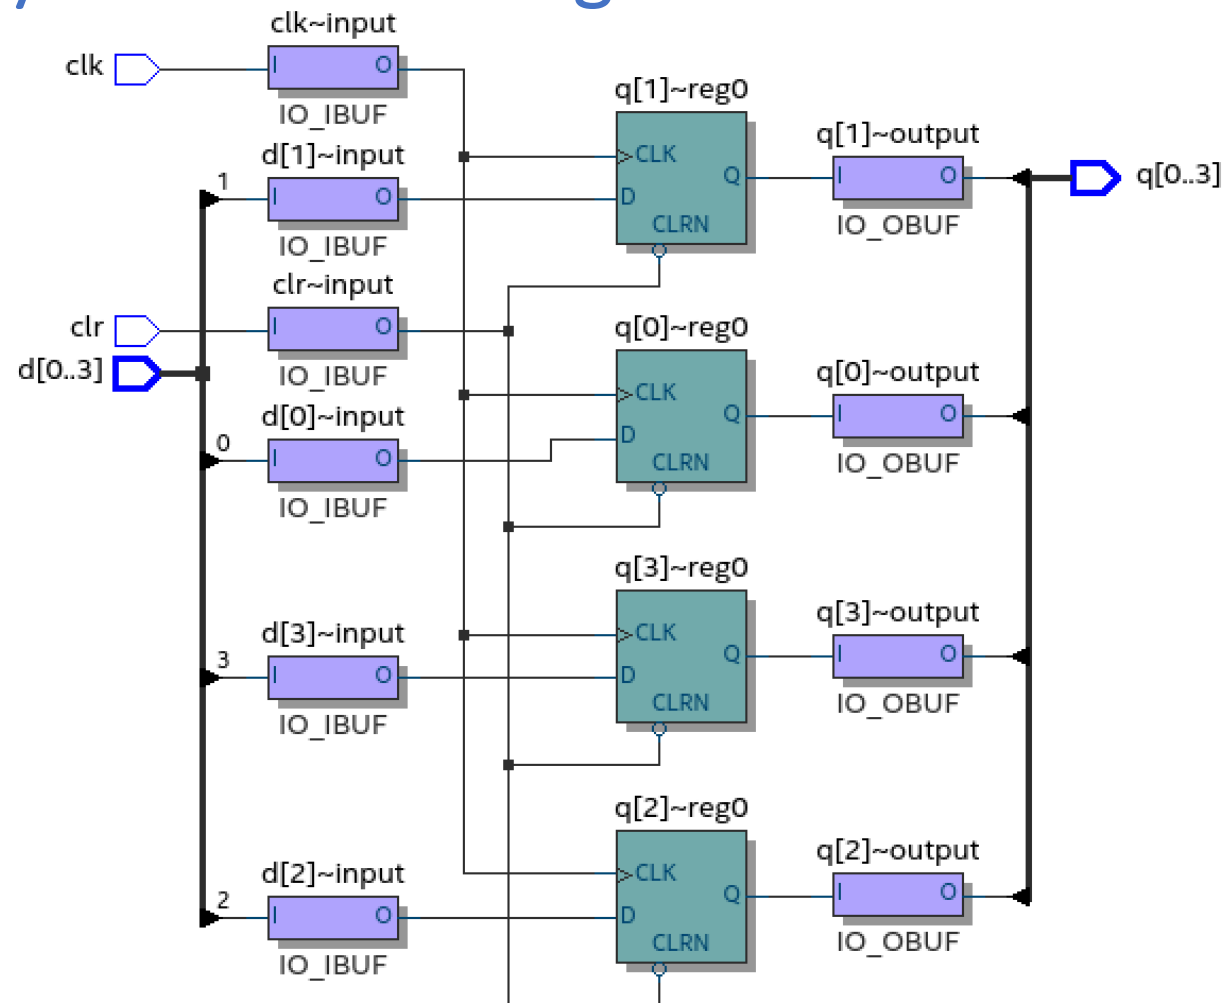 clk~input
clk
I
O
IO_IBUF
q[1]~reg0
CLK
D
Q
CLRN
q[1]~output
I
O
IO_OBUF
q[0..3]
d[1]~input
1
I
O
IO_IBUF
clr~input
clr
I
O
IO_IBUF
d[0..3]
q[0]~reg0
CLK
D
Q
CLRN
q[0]~output
I
O
IO_OBUF
d[0]~input
0
I
O
IO_IBUF
q[3]~reg0
CLK
D
Q
CLRN
q[3]~output
I
O
IO_OBUF
d[3]~input
3
I
O
IO_IBUF
q[2]~reg0
CLK
D
Q
CLRN
q[2]~output
I
O
IO_OBUF
d[2]~input
2
I
O
IO_IBUF